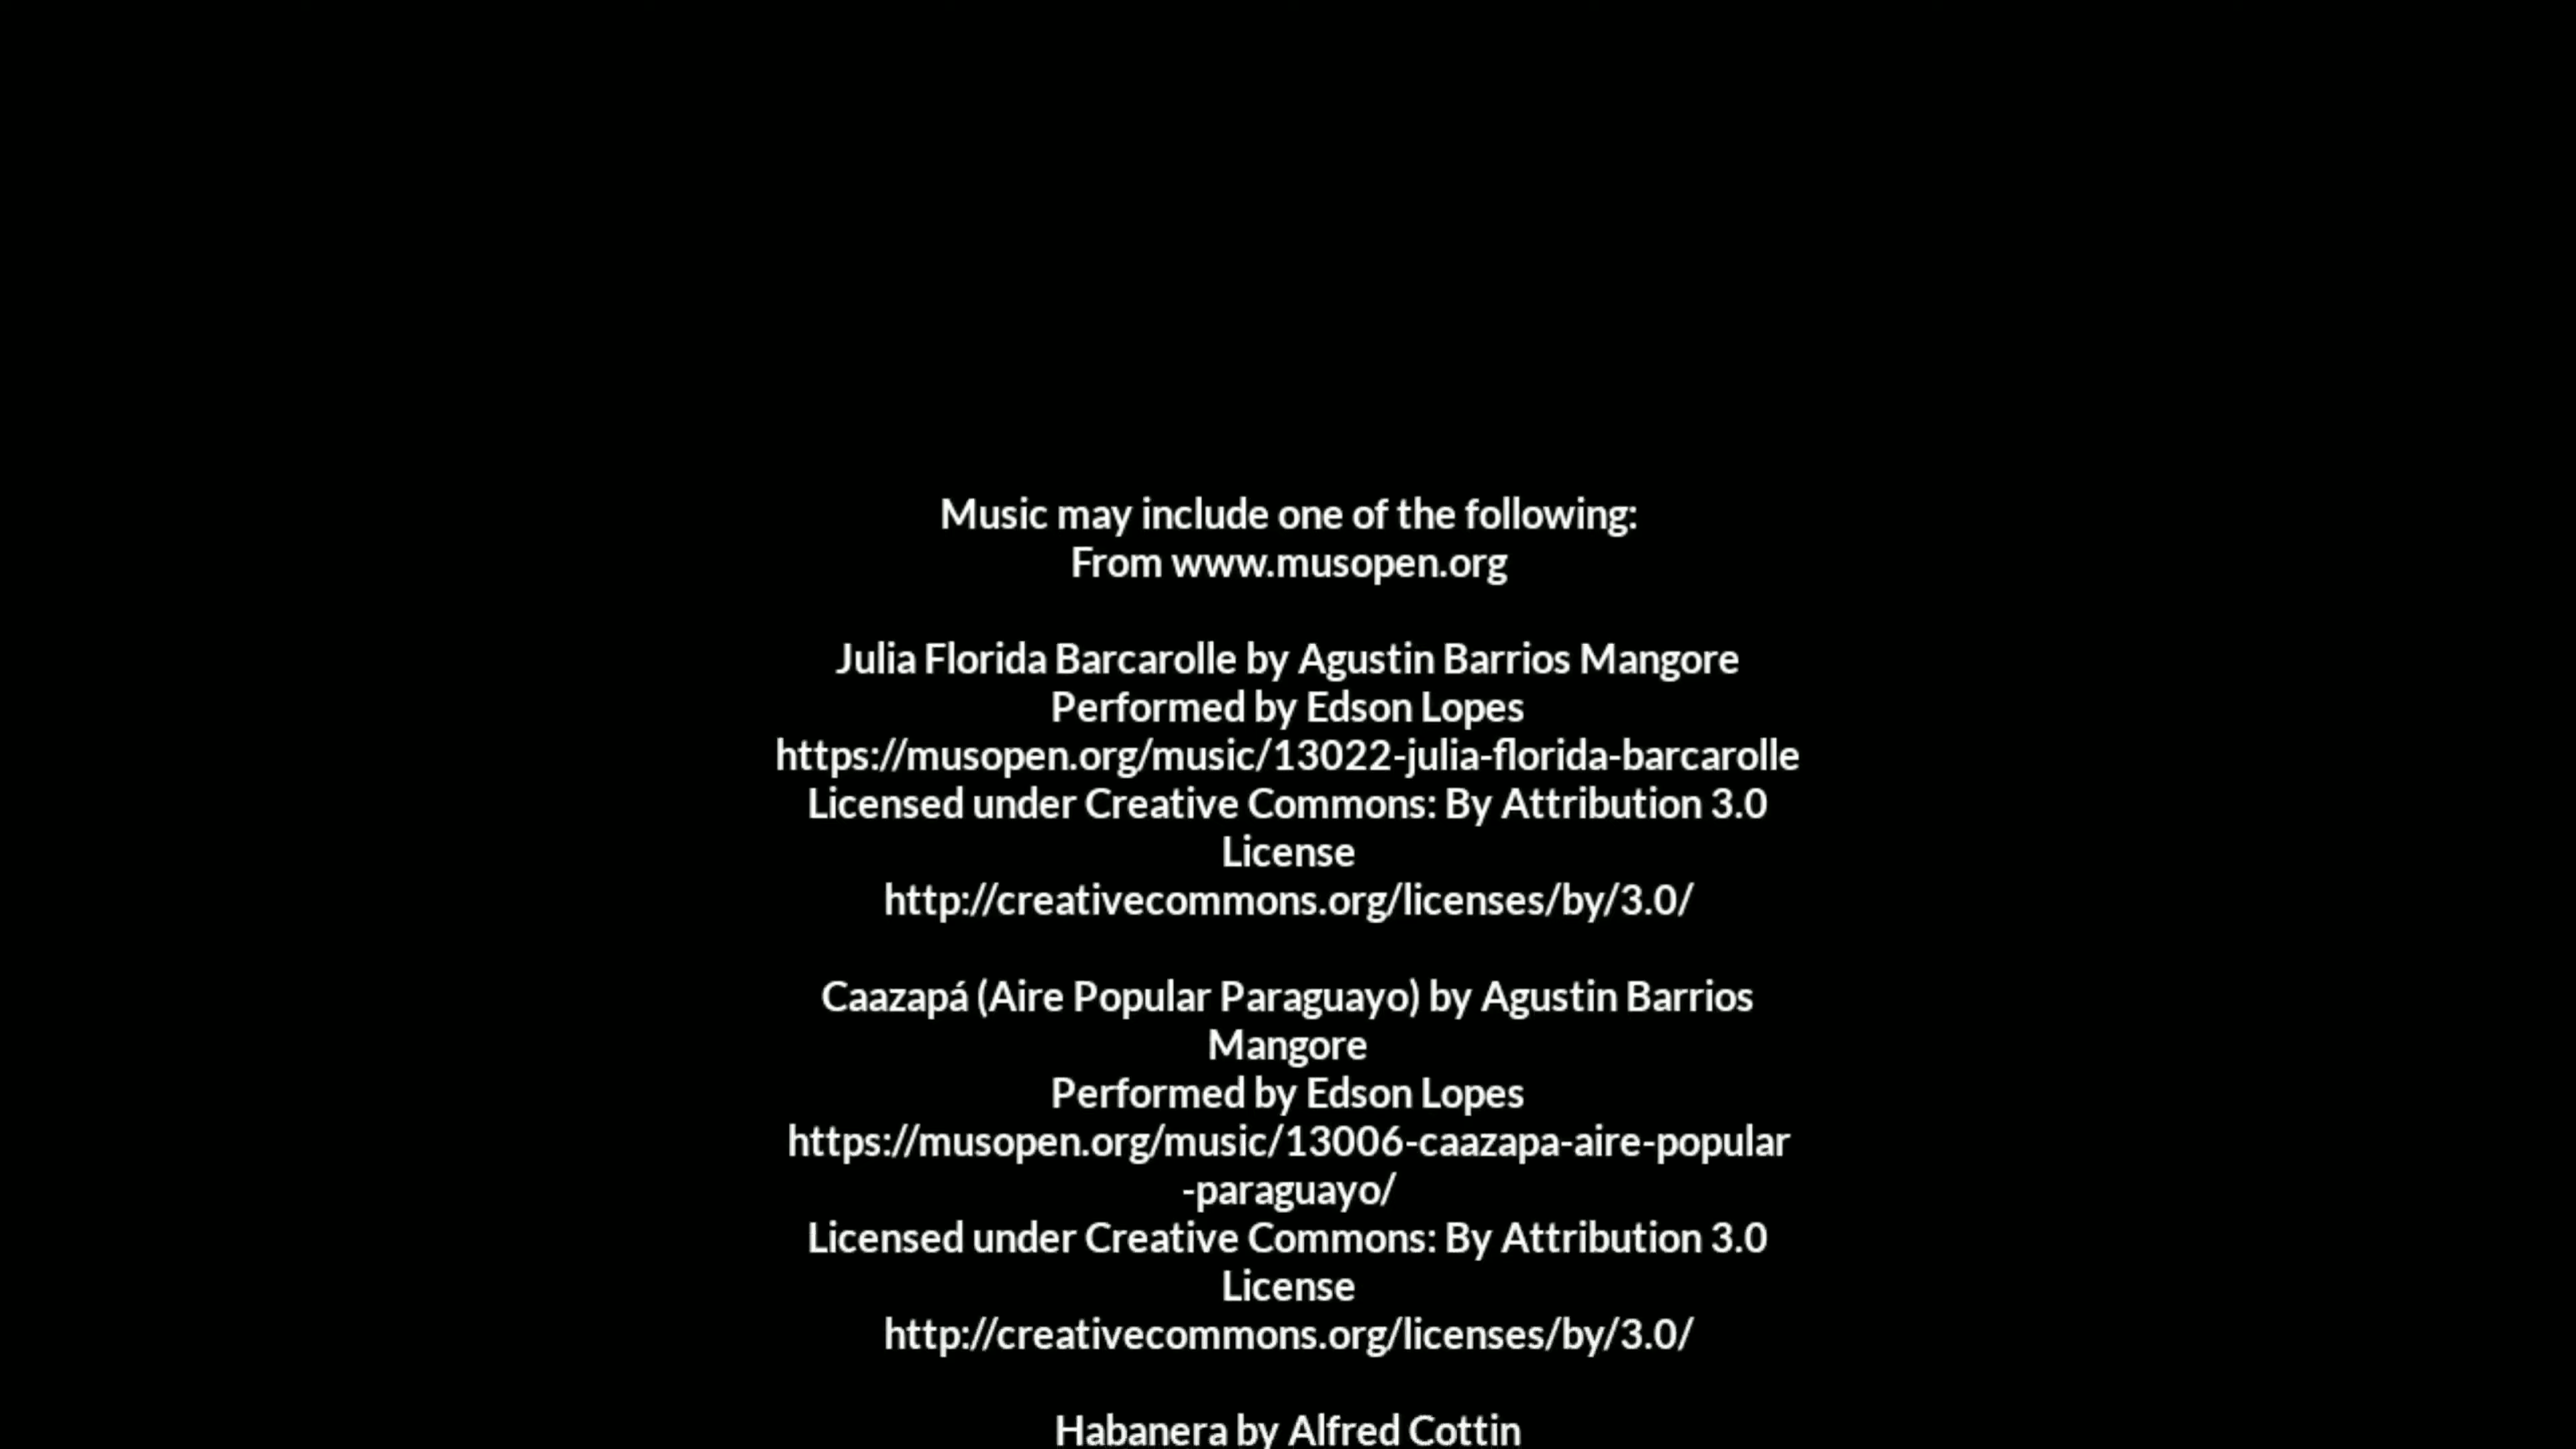 Music may include one of the following:
From www.musopen.org
Julia Florida Barcarolle by Agustin Barrios Mangore
Performed by Edson Lopes
https://musopen.org/music/13022-julia-florida-barcarolle
Licensed under Creative Commons: By Attribution 3.0
License
http://creativecommons.org/licenses/by/3.0/
Caazapá (Aire Popular Paraguayo) by Agustin Barrios
Mangore
Performed by Edson Lopes
https://musopen.org/music/13006-caazapa-aire-popular
-paraguayo/
Licensed under Creative Commons: By Attribution 3.0
License
http://creativecommons.org/licenses/by/3.0/
Habanera by Alfred Cottin